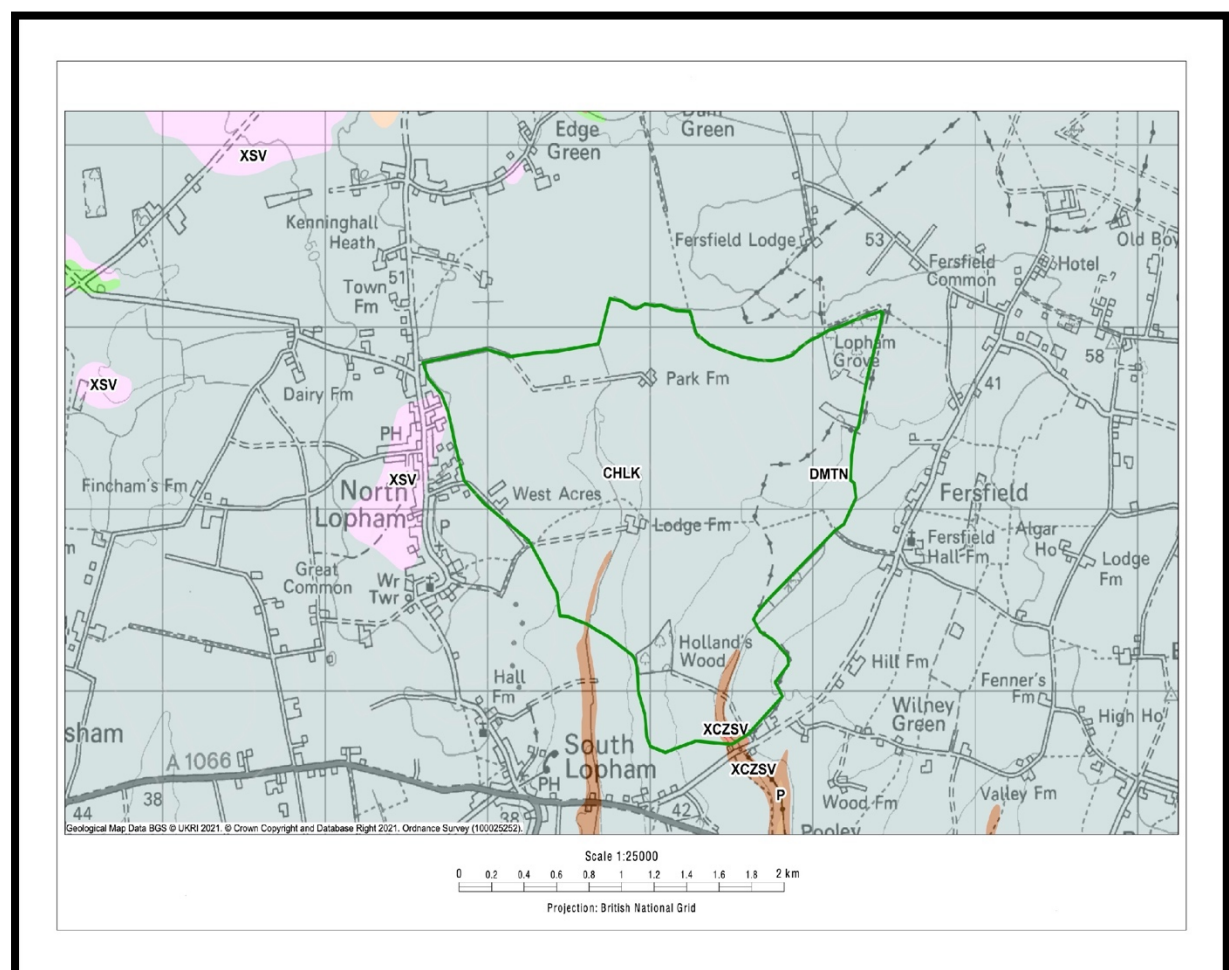 Edge
Green
Dam
Green
XSV
Kenninghall
Heath
Fersfield Lodge
53
Old Boy
Hotel
Fersfield
Common
50
51
Town
Fm
Lopham
Grove
58
Dairy Fm
Park Fm
41
XSV
PH
XSV
CHLK
DMTN
Fincham's Fm
North
Lopham
West Acres
Fersfield
P
Lodge Fm
Fersfield
Hall Fm
Algar
Ho
Lodge
Fm
m
Great
Common
Wr
Twr
Holland's
Wood
Hill Fm
Hall
Fm
Fenner's
Fm
Wilney
Green
High Ho
XCZSV
sham
A 1066
South
Lopham
XCZSV
PH
P
44
38
38
42
Wood Fm
Valley Fm
Pooley
Geological Map Data BGS © UKRI 2021. © Crown Copyright and Database Right 2021. Ordnance Survey (100025252).
Scale 1:25000
0 0.2 0.4 0.6 0.8 1 1.2 1.4 1.6 1.8 2 km
Projection: British National Grid